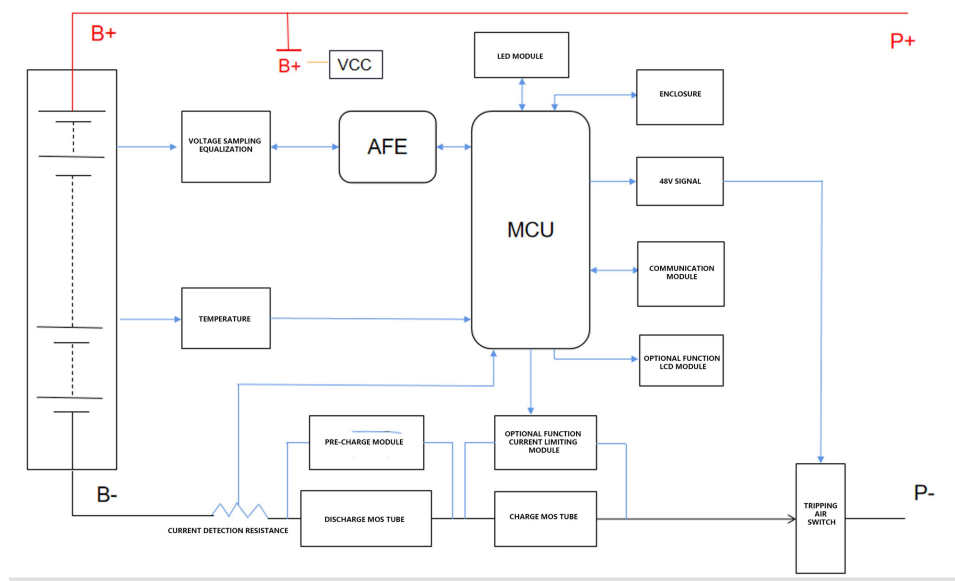 B+
P+
B+
VCC
LED MODULE
ENCLOSURE
VOLTAGE SAMPLING
EQUALIZATION
AFE
MCU
48V SIGNAL
COMMUNICATION
MODULE
TEMPERATURE
OPTIONAL FUNCTION
LCD MODULE
PRE-CHARGE MODULE
OPTIONAL FUNCTION
CURRENT LIMITING
MODULE
B-
P-
TRIPPING
AIR
SWITCH
DISCHARGE MOS TUBE
CHARGE MOS TUBE
CURRENT DETECTION RESISTANCE